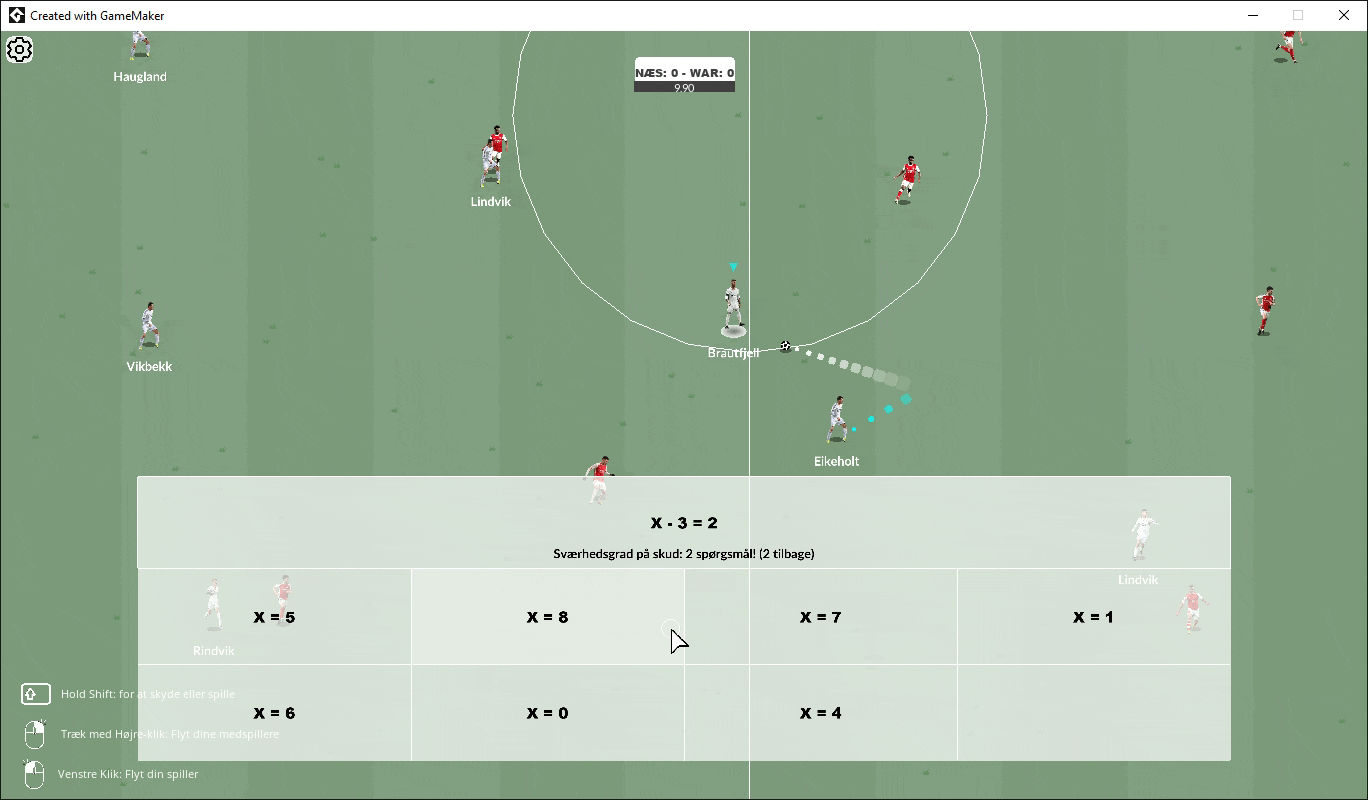 Created with GameMaker
Haugland
NÆS: 0 - WAR: 0
9.90
Lindvik
Vikbekk
Brautfjell
Eikeholt
X - 3 = 2
Sværhedsgrad på skud: 2 spørgsmål! (2 tilbage)
Lindvik
X = 5
X = 8
X = 7
X = 1
Rindvik
Hold Shift: for at skyde eller spille
X = 6
X = 0
X = 4
Træk med Højre-klik: Flyt dine medspillere
Venstre Klik: Flyt din spiller